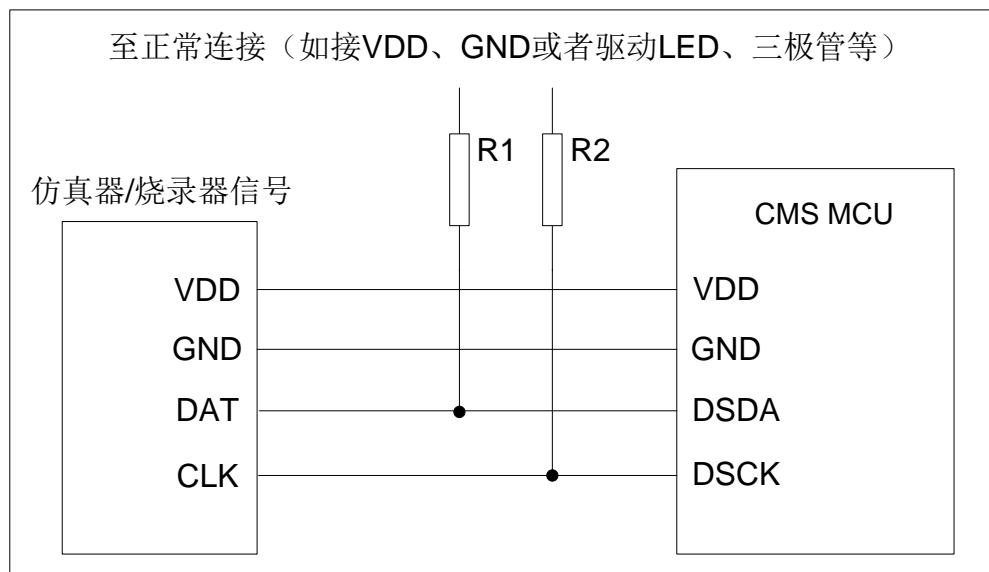 至正常连接（如接VDD、GND或者驱动LED、三极管等）
R1
R2
仿真器/烧录器信号
CMS MCU
VDD
VDD
GND
GND
DAT
DSDA
CLK
DSCK